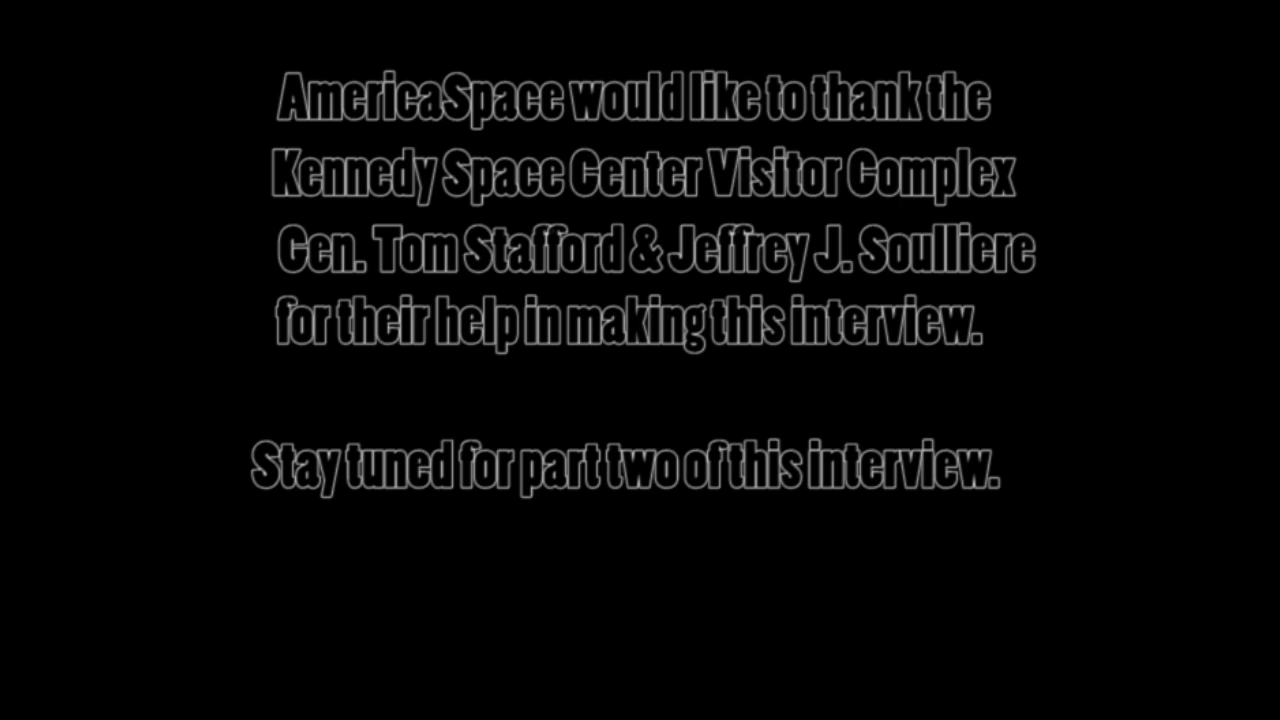 AmericaSpace would like to thank the
Kennedy Space Center Visitor Complex
Gen. Tom Stafford & Jeffrey J. Soulliere
for their help in making this interview.
Stay tuned for part two of this interview.